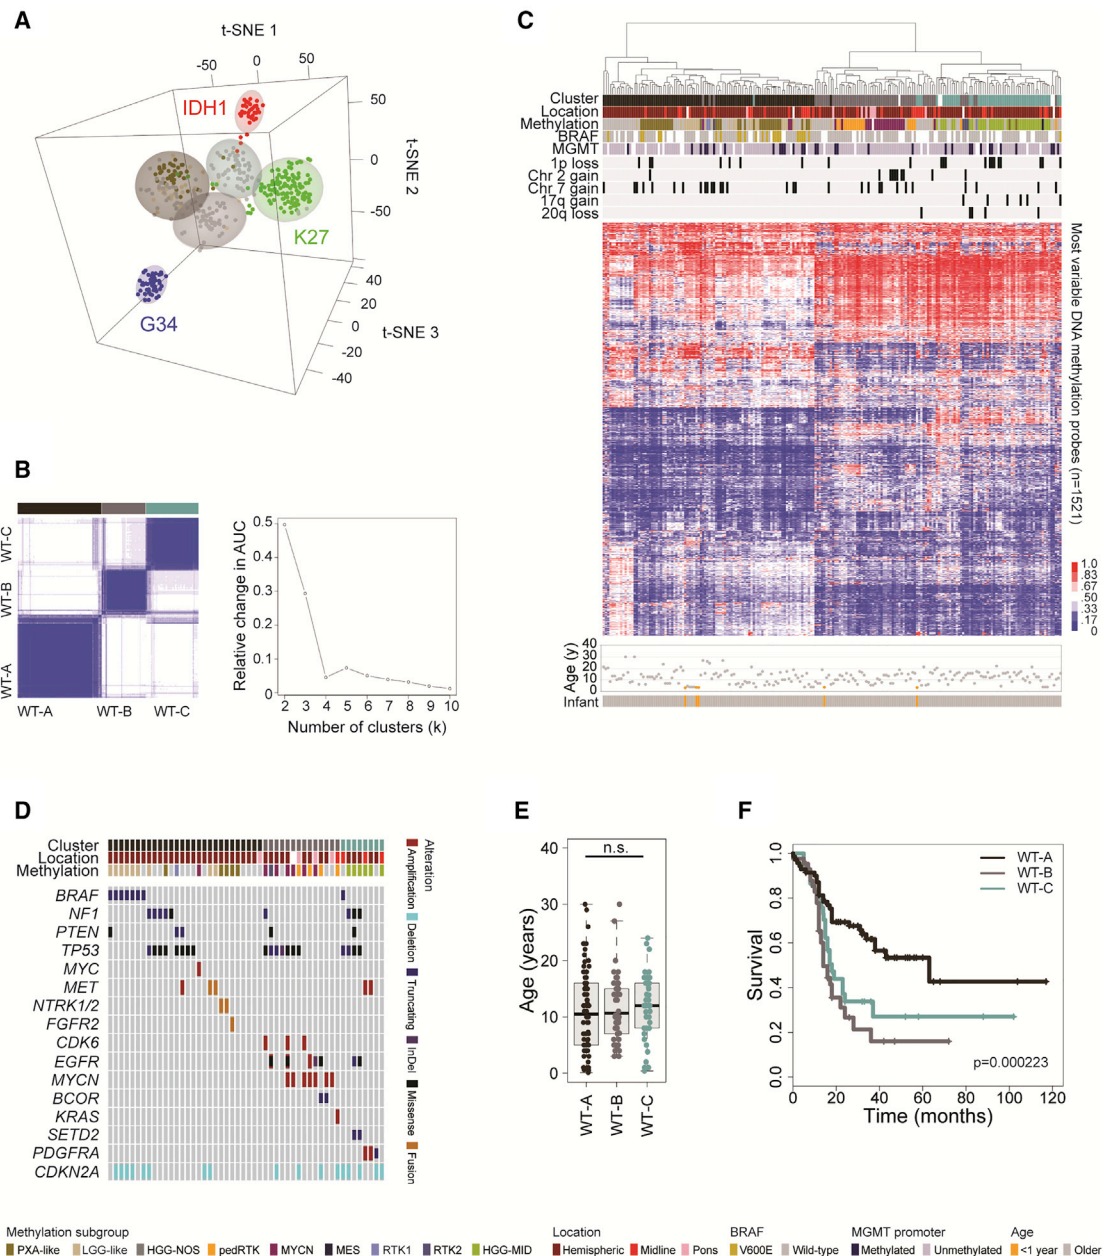 A
t-SNE 1
-50
0
50
IDH1
50
0
-50
t-SNE 2
K27
G34
40
20
0
-20
-40
t-SNE 3
B
WT-C
WT-B
WT-A
WT-A
WT-B
WT-C
Relative change in AUC
0.5
0.4
0.3
0.2
0.1
0
2 3 4 5 6 7 8 9 10
Number of clusters (k)
C
Cluster
Location
Methylation
BRAF
MGMT
1p loss
Chr 2 gain
Chr 7 gain
17q gain
20q loss
Most variable DNA methylation probes (n=1521)
1.0
.83
.67
.50
.33
.17
0
Age (y)
40
30
20
10
0
Infant
D
Cluster
Location
Methylation
BRAF
NF1
PTEN
TP53
MYC
MET
NTRK1/2
FGFR2
CDK6
EGFR
MYCN
BCOR
KRAS
SETD2
PDGFRA
CDKN2A
Alteration
Amplification
Deletion
Truncating
InDel
Missense
Fusion
E
n.s.
Age (years)
40
30
20
10
0
WT-A
WT-B
WT-C
F
Survival
1.0
0.8
0.6
0.4
0.2
0.0
WT-A
WT-B
WT-C
p=0.000223
0 20 40 60 80 100 120
Time (months)
Methylation subgroup
PXA-like LGG-like HGG-NOS pedRTK MYCN MES RTK1 RTK2 HGG-MID
Location
Hemispheric Midline Pons
BRAF
V600E Wild-type
MGMT promoter
Methylated Unmethylated
Age
<1 year Older